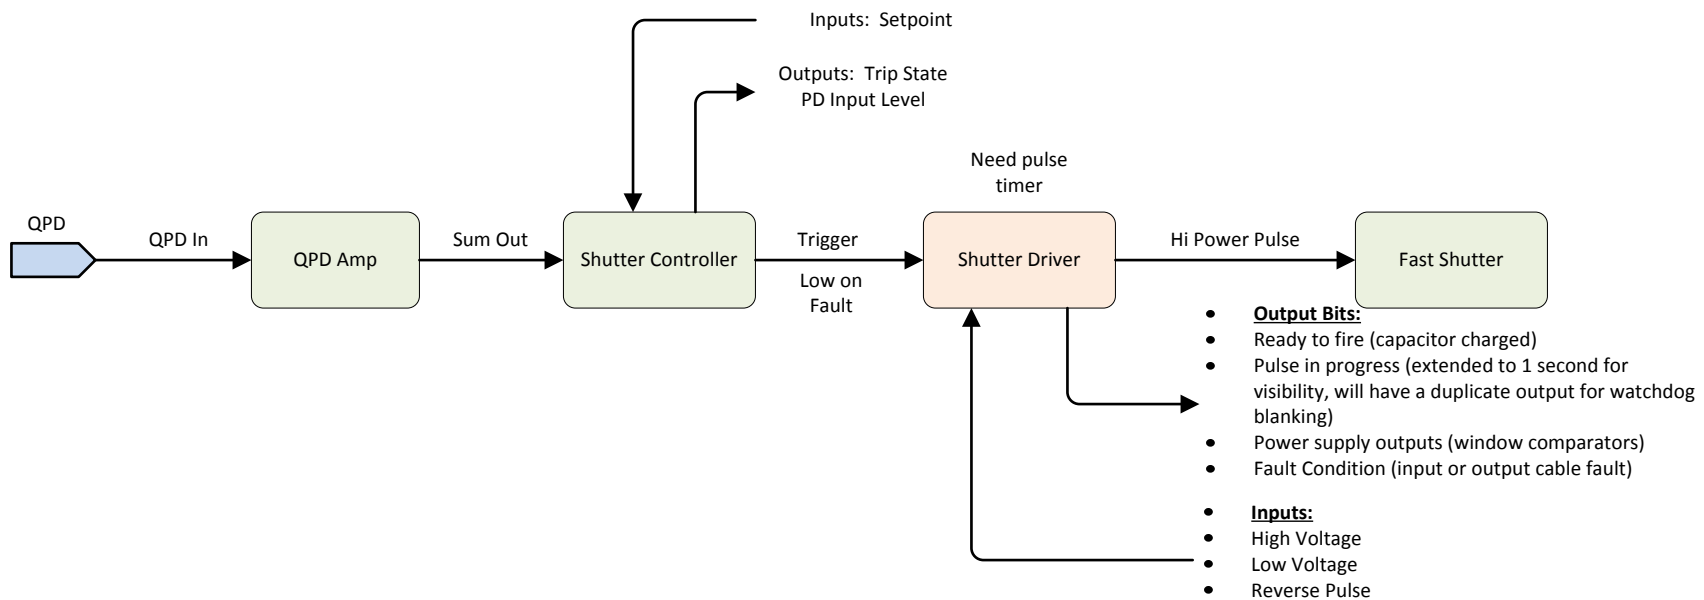 Inputs:  Setpoint
Outputs:  Trip State
PD Input Level
Need pulse
timer
QPD
QPD In
QPD Amp
Sum Out
Shutter Controller
Trigger
Low on
Fault
Shutter Driver
Hi Power Pulse
Fast Shutter
• Output Bits:
• Ready to fire (capacitor charged)
• Pulse in progress (extended to 1 second for
visibility, will have a duplicate output for watchdog
blanking)
• Power supply outputs (window comparators)
• Fault Condition (input or output cable fault)
• Inputs:
• High Voltage
• Low Voltage
• Reverse Pulse